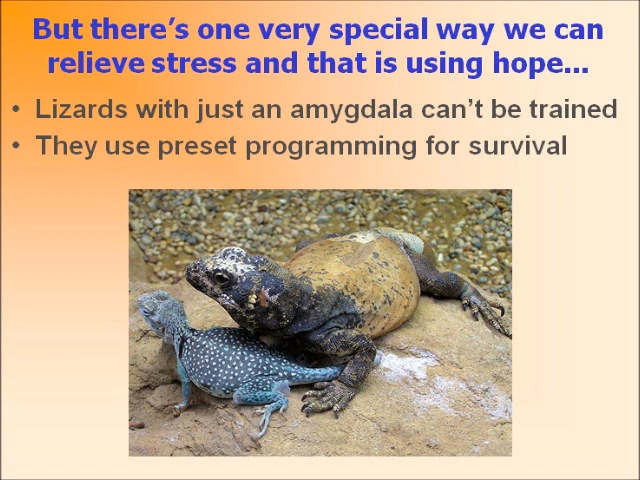 But there’s one very special way we can
relieve stress and that is using hope...
• Lizards with just an amygdala can’t be trained
• They use preset programming for survival